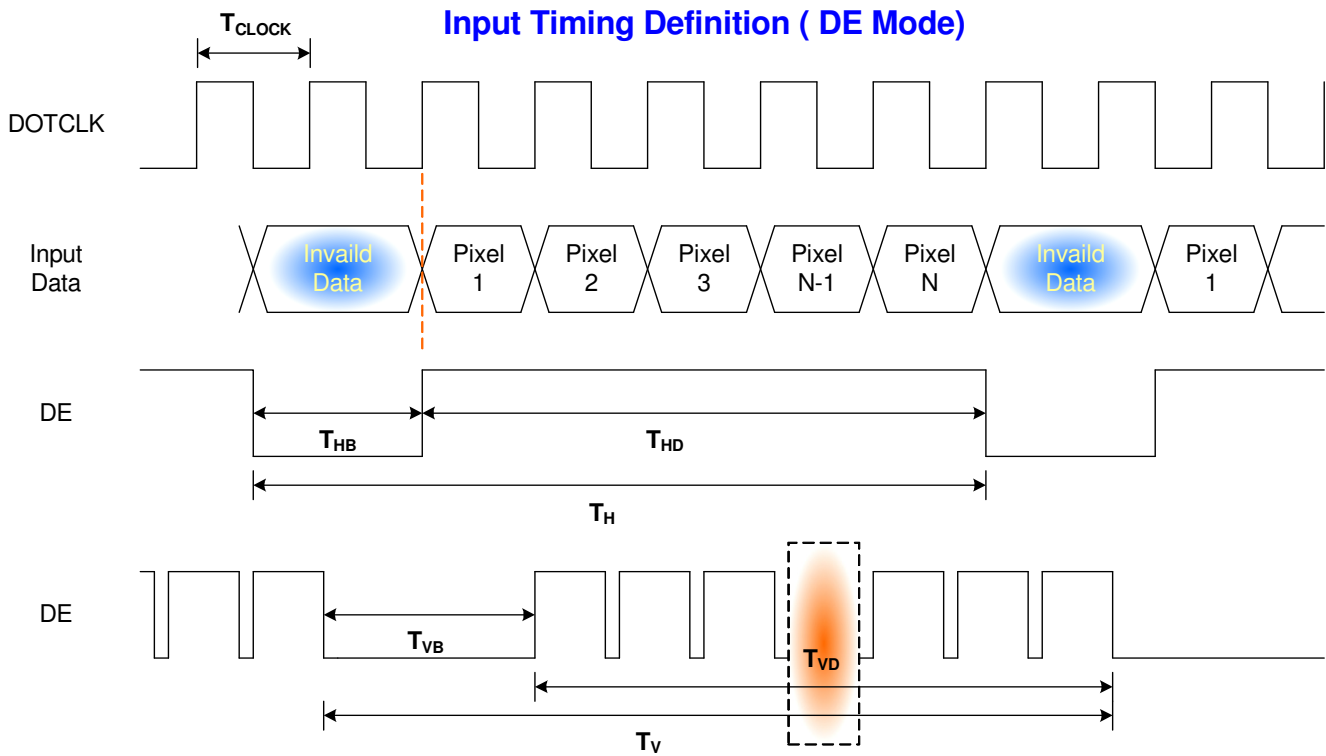 Input Timing Definition ( DE Mode)
TCLOCK
DOTCLK
Input
Data
Invaild
Data
Pixel
1
Pixel
2
Pixel
3
Pixel
N-1
Pixel
N
Invaild
Data
Pixel
1
DE
THB
THD
TH
DE
TVB
TVD
TV